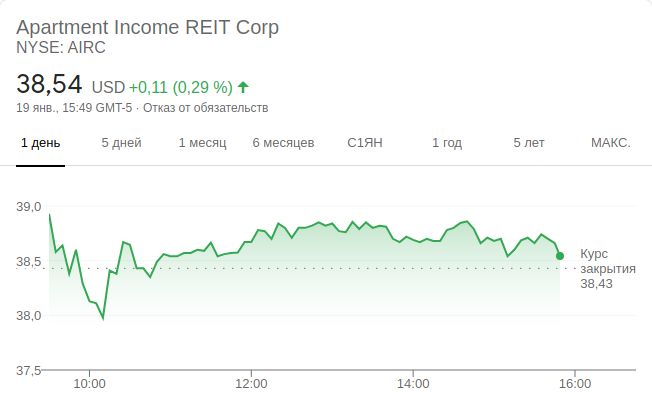 Apartment Income REIT Corp
NYSE: AIRC
38,54 USD +0,11 (0,29 %)
19 янв., 15:49 GMT-5 · Отказ от обязательств
1 день 5 дней 1 месяц 6 месяцев С1ЯН 1 год 5 лет МАКС.
39,0
38,5
38,0
37,5
Курс
закрытия
38,43
10:00 12:00 14:00 16:00